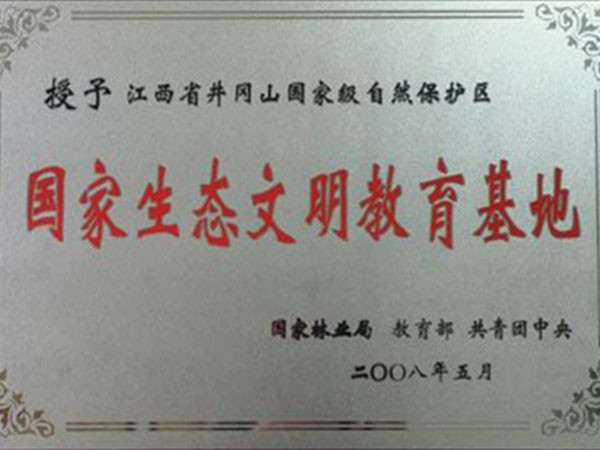 授予 江西省井冈山国家级自然保护区
国家生态文明教育基地
国家林业局 教育部 共青团中央
二〇〇八年五月